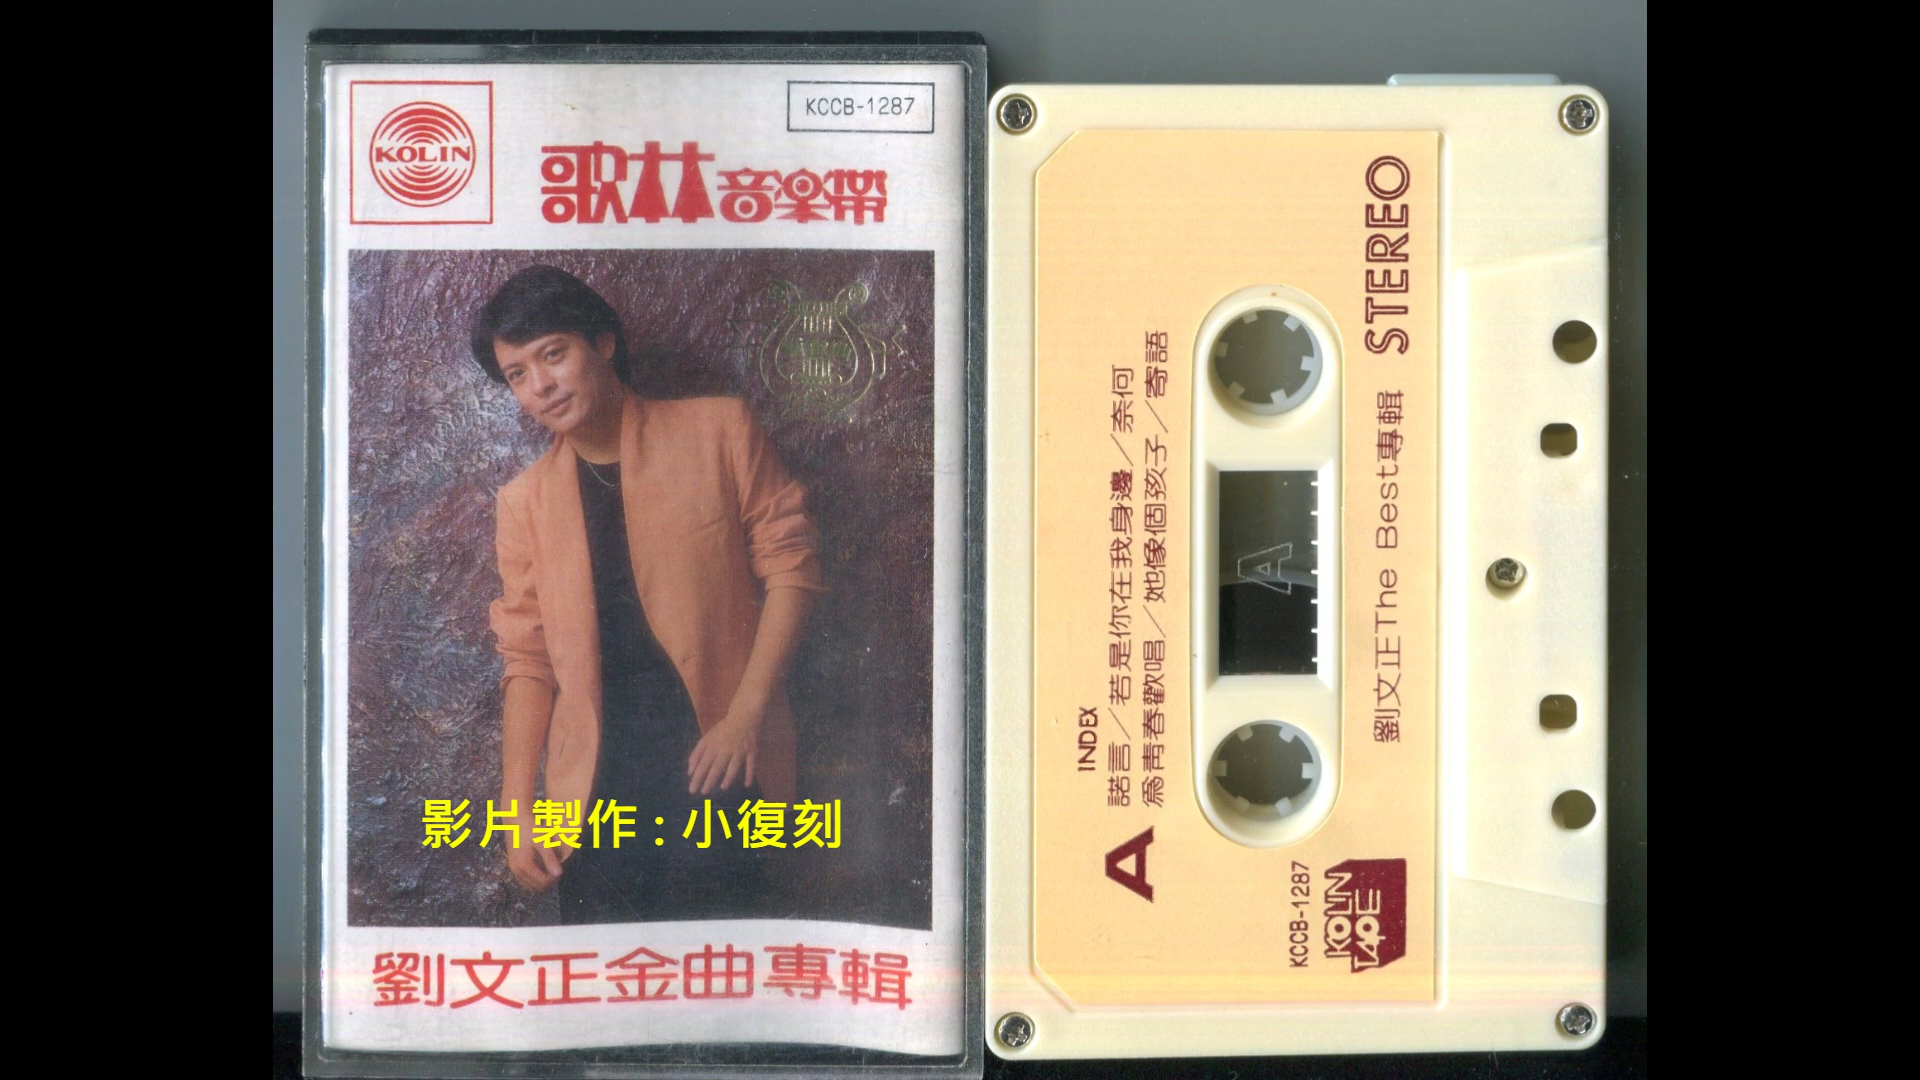 KOLIN
KCCB-1287
歌林音楽帶
影片製作 : 小復刻
劉文正金曲專輯
STEREO
劉文正The Best專輯
A
INDEX
諾言／若是你在我身邊／奈何
爲靑春歡唱／她像個孩子／寄語
A
KCCB-1287
KOLIN
TAPE